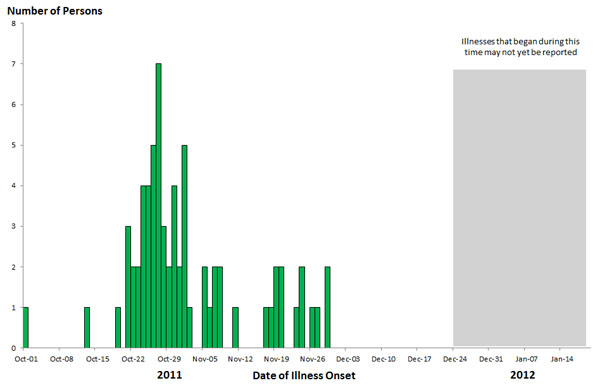 Number of Persons
8
7
6
5
4
3
2
1
0
Illnesses that began during this
time may not yet be reported
Oct-01 Oct-08 Oct-15 Oct-22 Oct-29 Nov-05 Nov-12 Nov-19 Nov-26 Dec-03 Dec-10 Dec-17 Dec-24 Dec-31 Jan-07 Jan-14
2011 Date of Illness Onset 2012